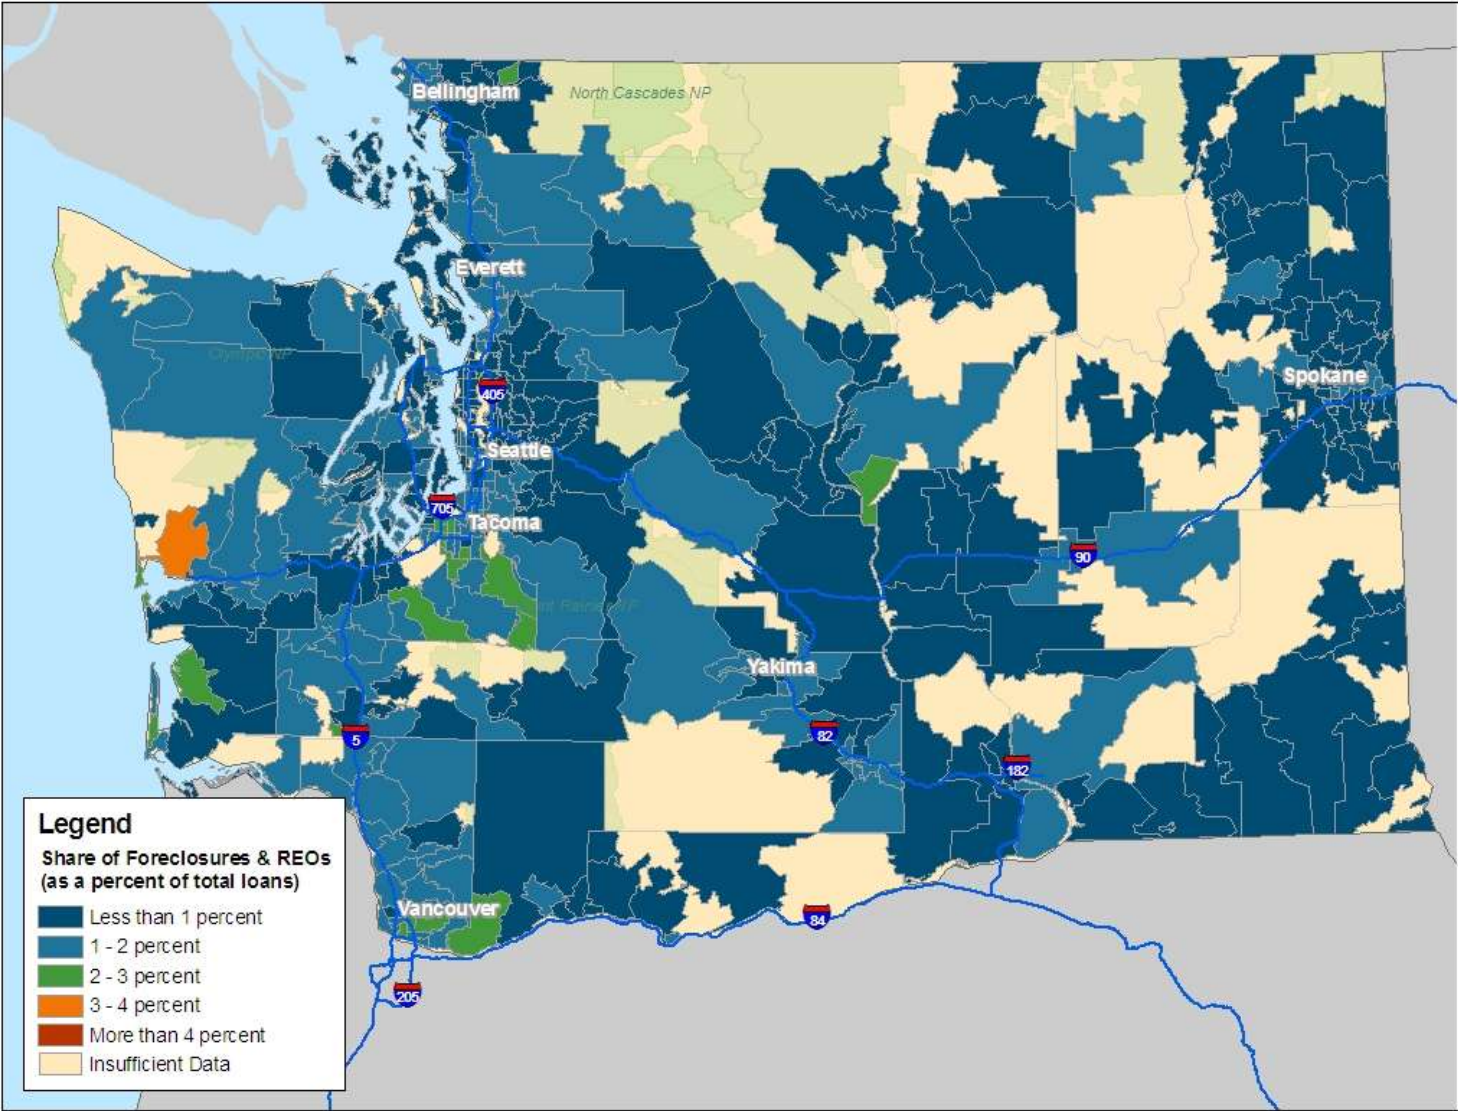 Bellingham
North Cascades NP
Everett
Olympic NP
Spokane
405
Seattle
705
Tacoma
90
Yakima
5
82
182
Legend
Share of Foreclosures & REOs
(as a percent of total loans)
Less than 1 percent
1 - 2 percent
2 - 3 percent
3 - 4 percent
More than 4 percent
Insufficient Data
Vancouver
84
205